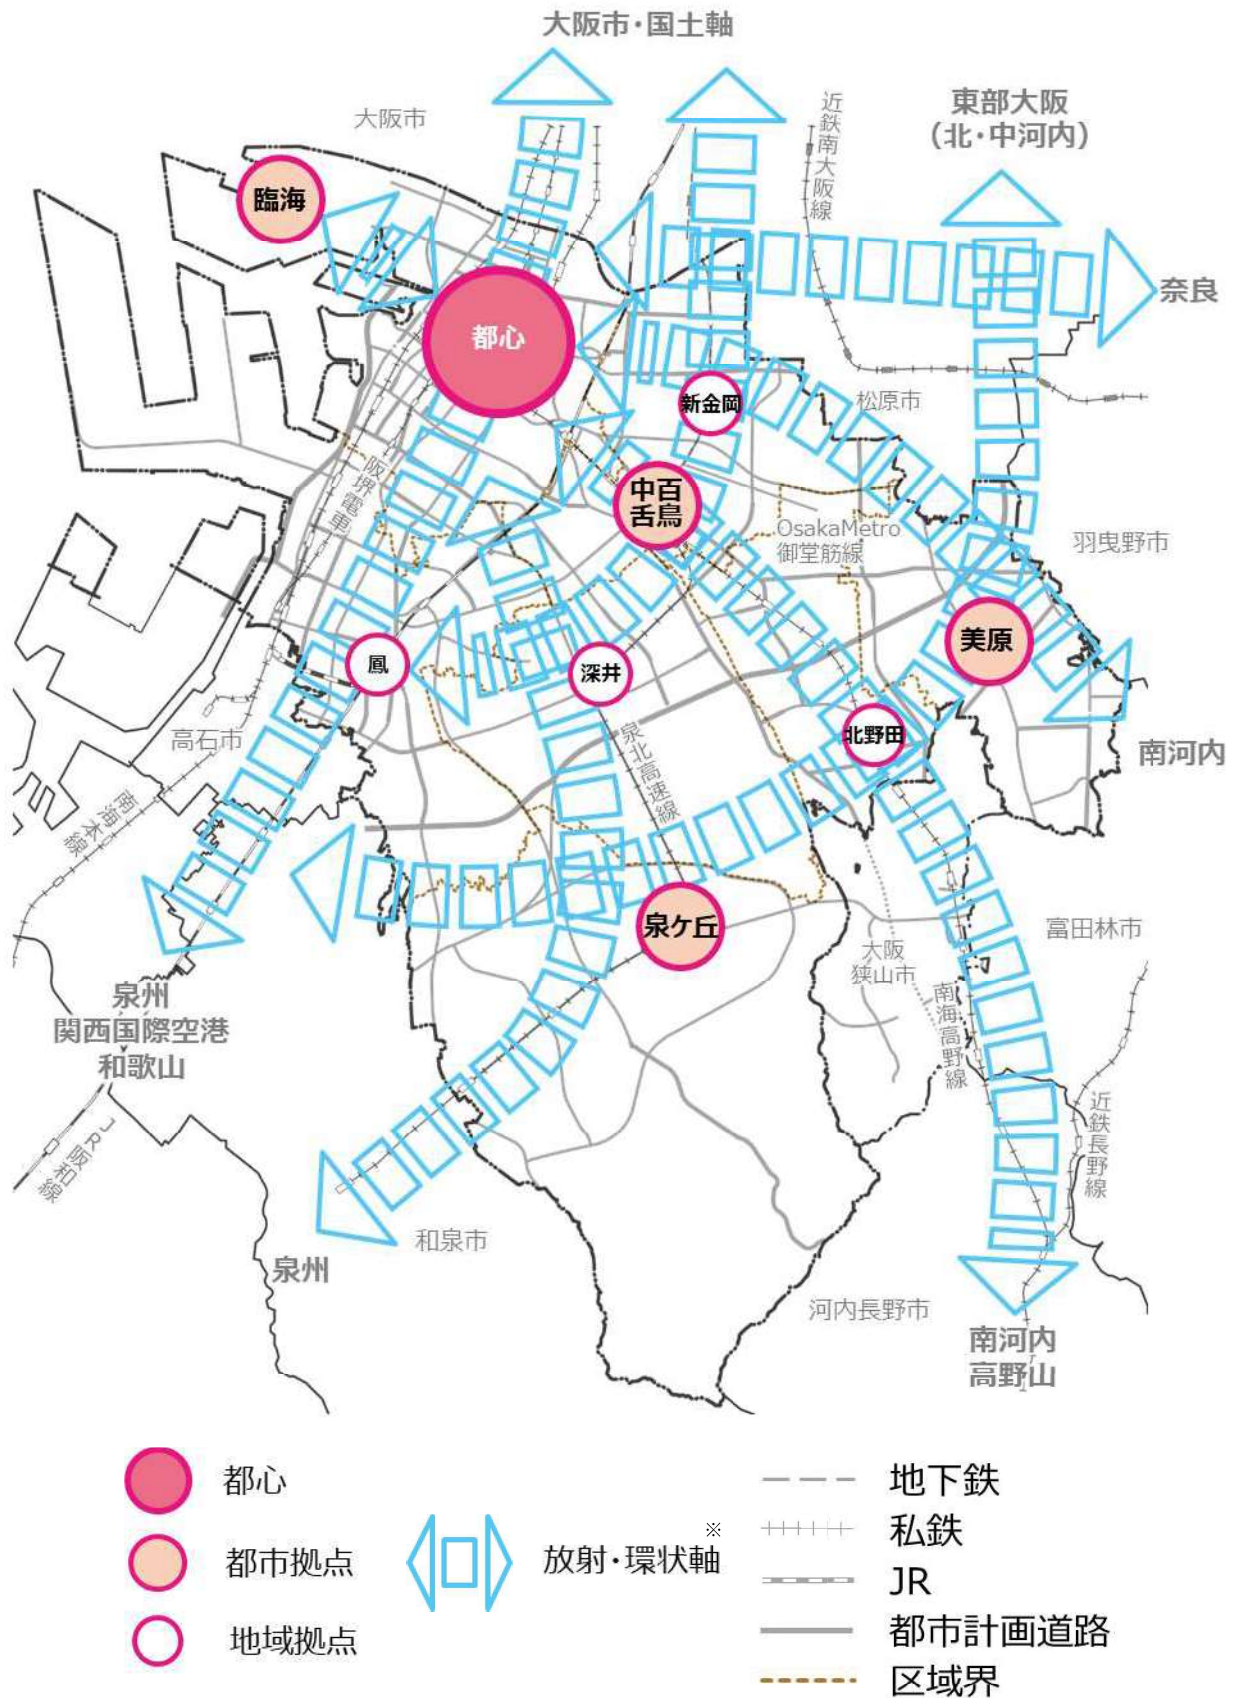 大阪市・国土軸
大阪市
近鉄南大阪線
東部大阪
（北・中河内）
臨海
奈良
都心
新金岡
松原市
阪堺電車
中百
舌鳥
OsakaMetro
御堂筋線
羽曳野市
美原
鳳
深井
北野田
高石市
泉北高速線
南河内
南海本線
泉ケ丘
富田林市
大阪
狭山市
南海高野線
泉州
関西国際空港
和歌山
近鉄長野線
JR阪和線
和泉市
泉州
河内長野市
南河内
高野山
都心
都市拠点
地域拠点
放射・環状軸※
地下鉄
私鉄
JR
都市計画道路
区域界